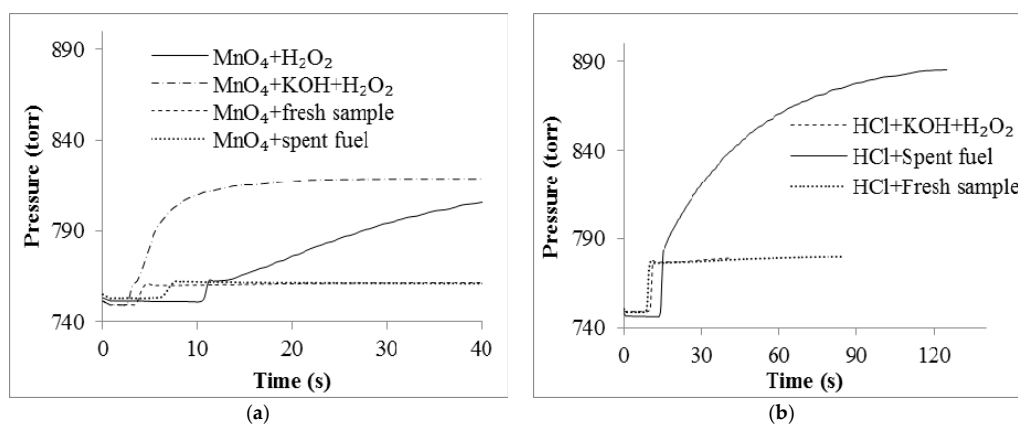 890
840
790
740
Pressure (torr)
MnO₄+H₂O₂
MnO₄+KOH+H₂O₂
MnO₄+fresh sample
MnO₄+spent fuel
0 10 20 30 40
Time (s)
(a)
890
840
790
740
Pressure (torr)
HCl+KOH+H₂O₂
HCl+Spent fuel
HCl+Fresh sample
0 30 60 90 120
Time (s)
(b)